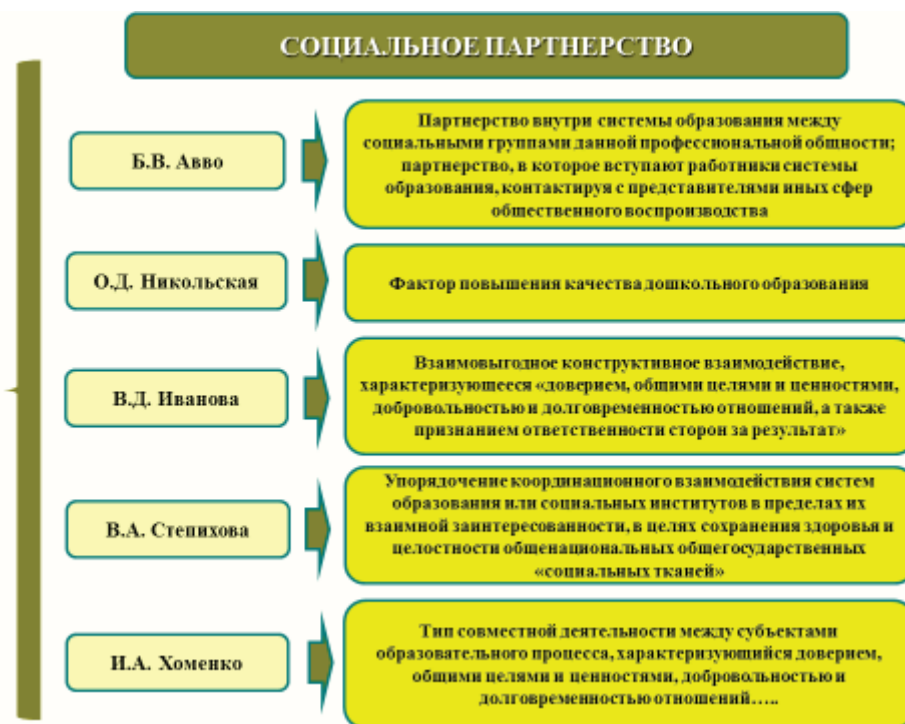 СОЦИАЛЬНОЕ ПАРТНЕРСТВО
Б.В. Авво
Партнерство внутри системы образования между
социальными группами данной профессиональной общности;
партнерство, в которое вступают работники системы
образования, контактируя с представителями иных сфер
общественного воспроизводства
О.Д. Никольская
Фактор повышения качества дошкольного образования
В.Д. Иванова
Взаимовыгодное конструктивное взаимодействие,
характеризующееся «доверием, общими целями и ценностями,
добровольностью и долговременностью отношений, а также
признанием ответственности сторон за результат»
В.А. Степихова
Упорядочение координационного взаимодействия систем
образования или социальных институтов в пределах их
взаимной заинтересованности, в целях сохранения здоровья и
целостности общенациональных общегосударственных
«социальных тканей»
И.А. Хоменко
Тип совместной деятельности между субъектами
образовательного процесса, характеризующийся доверием,
общими целями и ценностями, добровольностью и
долговременностью отношений…..